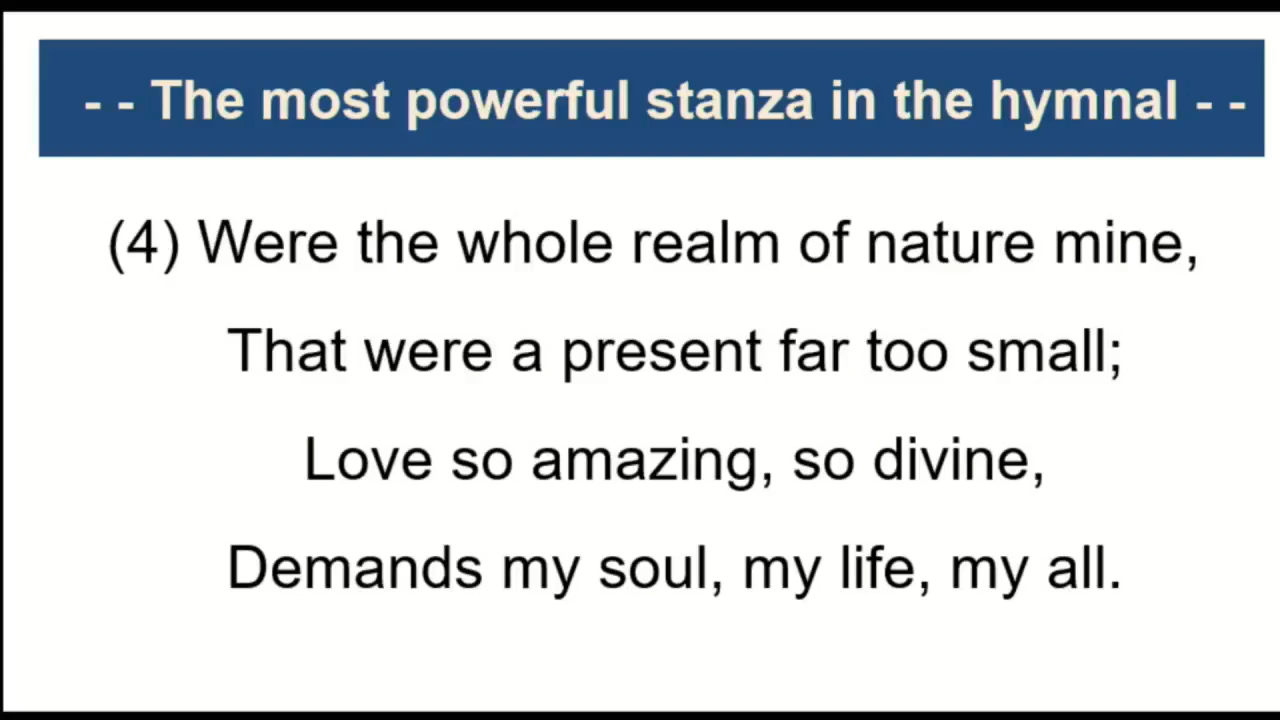 - - The most powerful stanza in the hymnal - -
(4) Were the whole realm of nature mine,
That were a present far too small;
Love so amazing, so divine,
Demands my soul, my life, my all.